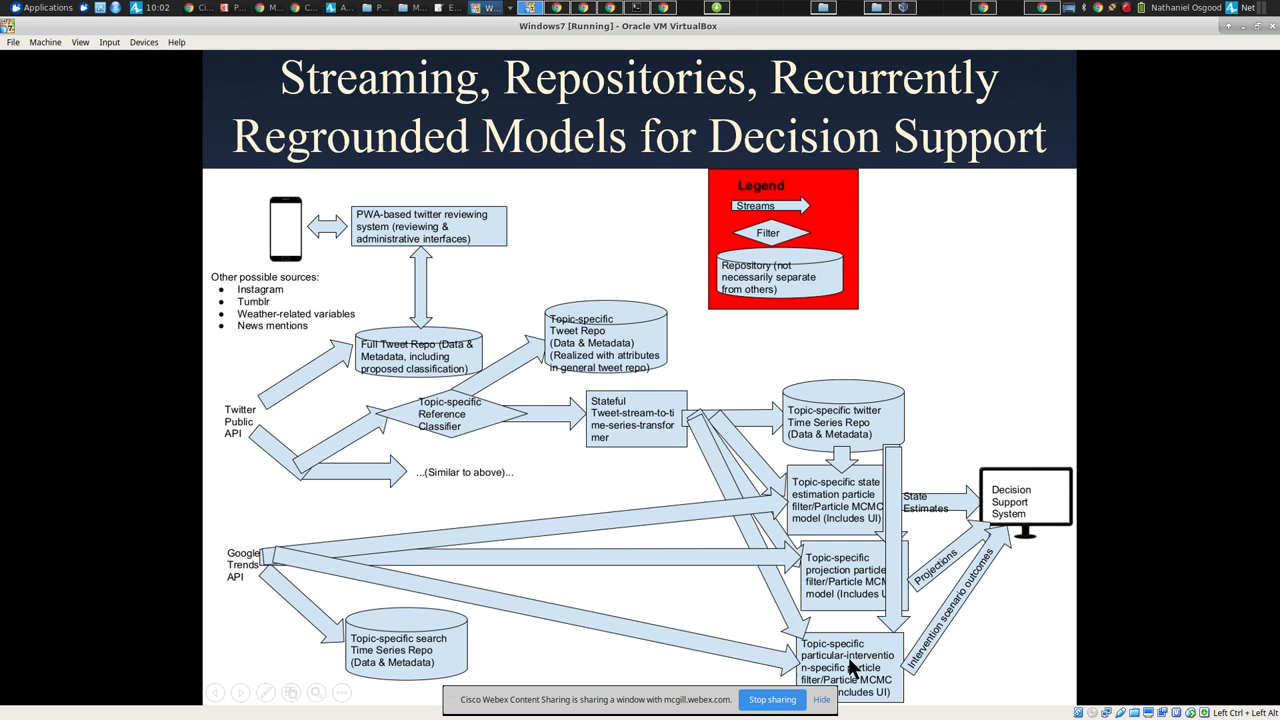 Applications
10:02
Ci...
P...
M...
C...
A...
P...
M...
E...
W...
Nathaniel Osgood
Net
Windows7 [Running] - Oracle VM VirtualBox
File Machine View Input Devices Help
Streaming, Repositories, Recurrently
Regrounded Models for Decision Support
Legend
Streams
Filter
Repository (not
necessarily separate
from others)
PWA-based twitter reviewing
system (reviewing &
administrative interfaces)
Other possible sources:
● Instagram
● Tumblr
● Weather-related variables
● News mentions
Full Tweet Repo (Data &
Metadata, including
proposed classification)
Topic-specific
Tweet Repo
(Data & Metadata)
(Realized with attributes
in general tweet repo)
Twitter
Public
API
Topic-specific
Reference
Classifier
Stateful
Tweet-stream-to-ti
me-series-transfor
mer
Topic-specific twitter
Time Series Repo
(Data & Metadata)
...(Similar to above)...
Topic-specific state
estimation particle
filter/Particle MCMC
model (Includes UI)
State
Estimates
Decision
Support
System
Google
Trends
API
Topic-specific
projection particle
filter/Particle MCM
model (Includes U
Projections
Intervention scenario outcomes
Topic-specific search
Time Series Repo
(Data & Metadata)
Topic-specific
particular-interventio
n-specific particle
filter/Particle MCMC
ncludes UI)
Cisco Webex Content Sharing is sharing a window with mcgill.webex.com.
Stop sharing
Hide
Left Ctrl + Left Alt